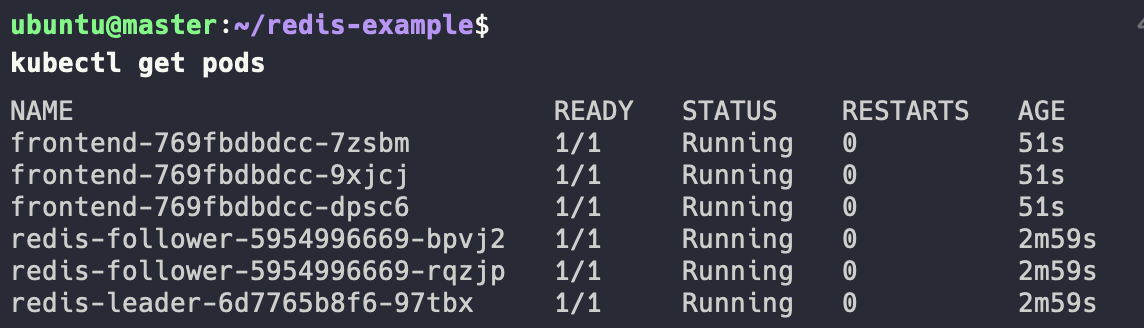 ubuntu@master:~/redis-example$
kubectl get pods
NAME READY STATUS RESTARTS AGE
frontend-769fbdbdcc-7zsbm 1/1 Running 0 51s
frontend-769fbdbdcc-9xjcj 1/1 Running 0 51s
frontend-769fbdbdcc-dpsc6 1/1 Running 0 51s
redis-follower-5954996669-bpvj2 1/1 Running 0 2m59s
redis-follower-5954996669-rqzjp 1/1 Running 0 2m59s
redis-leader-6d7765b8f6-97tbx 1/1 Running 0 2m59s